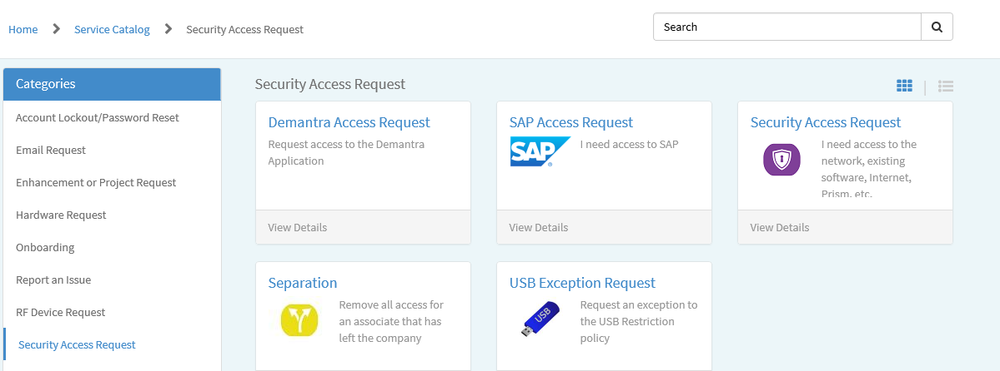 Home
Service Catalog
Security Access Request
Search
Categories
Account Lockout/Password Reset
Email Request
Enhancement or Project Request
Hardware Request
Onboarding
Report an Issue
RF Device Request
Security Access Request
Security Access Request
Demantra Access Request
Request access to the Demantra
Application
View Details
SAP Access Request
SAP
®
I need access to SAP
View Details
Security Access Request
I need access to the
network, existing
software, Internet,
Prism, etc.
View Details
Separation
Remove all access for
an associate that has
left the company
USB Exception Request
USB
Request an exception to
the USB Restriction
policy